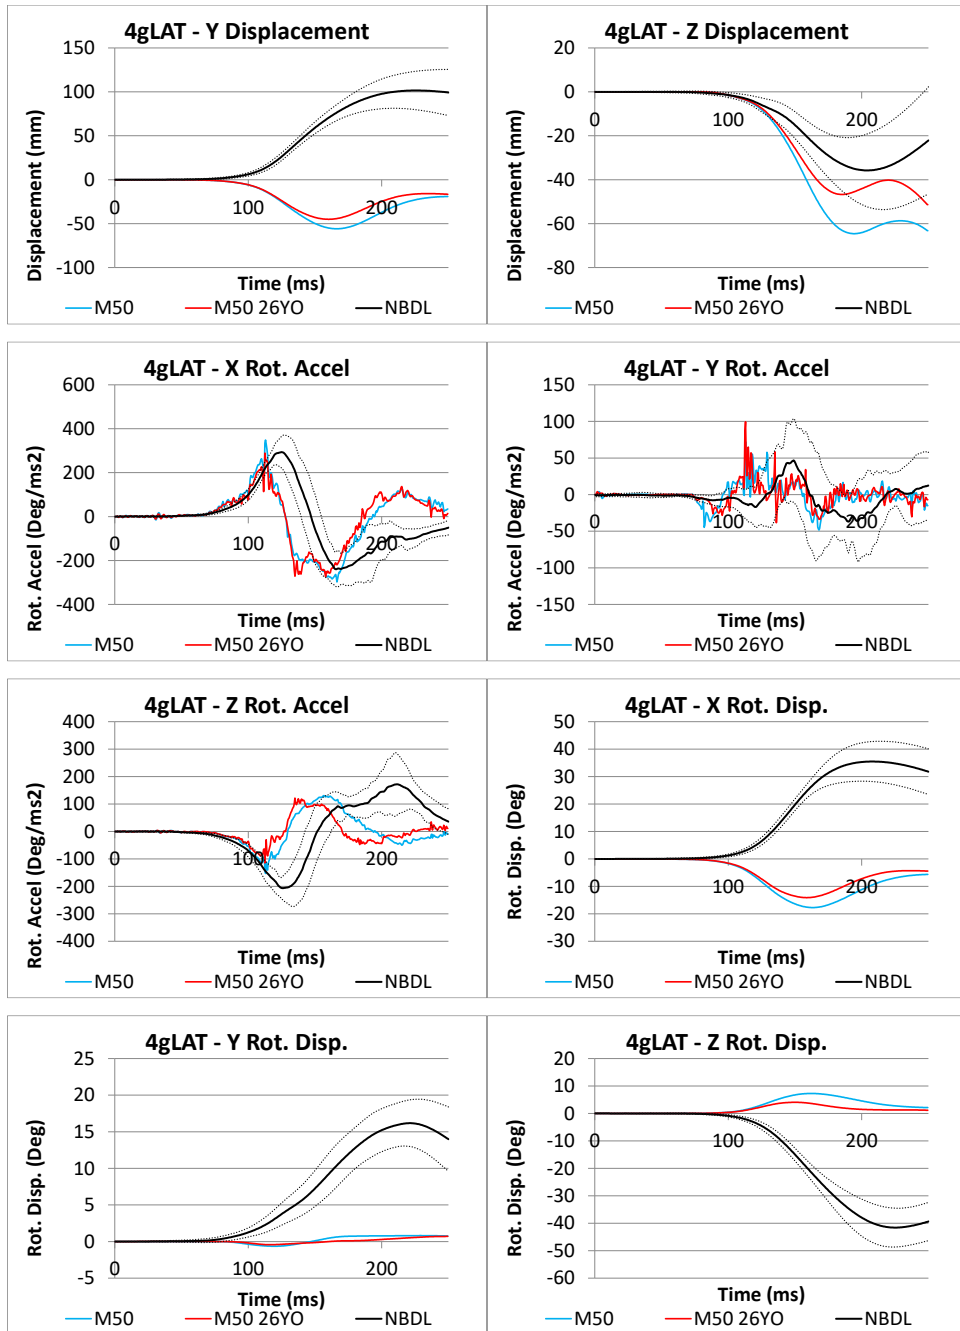 4gLAT - Y Displacement
150
100
50
0
-50
-100
0
100
200
Displacement (mm)
Time (ms)
M50
M50 26YO
NBDL
4gLAT - Z Displacement
20
0
-20
-40
-60
-80
0
100
200
Displacement (mm)
Time (ms)
M50
M50 26YO
NBDL
4gLAT - X Rot. Accel
600
400
200
0
-200
-400
0
100
200
Rot. Accel (Deg/ms2)
Time (ms)
M50
M50 26YO
NBDL
4gLAT - Y Rot. Accel
150
100
50
0
-50
-100
-150
0
100
200
Rot. Accel (Deg/ms2)
Time (ms)
M50
M50 26YO
NBDL
4gLAT - Z Rot. Accel
400
300
200
100
0
-100
-200
-300
-400
0
100
200
Rot. Accel (Deg/ms2)
Time (ms)
M50
M50 26YO
NBDL
4gLAT - X Rot. Disp.
50
40
30
20
10
0
-10
-20
-30
0
100
200
Rot. Disp. (Deg)
Time (ms)
M50
M50 26YO
NBDL
4gLAT - Y Rot. Disp.
25
20
15
10
5
0
-5
0
100
200
Rot. Disp. (Deg)
Time (ms)
M50
M50 26YO
NBDL
4gLAT - Z Rot. Disp.
20
10
0
-10
-20
-30
-40
-50
-60
0
100
200
Rot. Disp. (Deg)
Time (ms)
M50
M50 26YO
NBDL